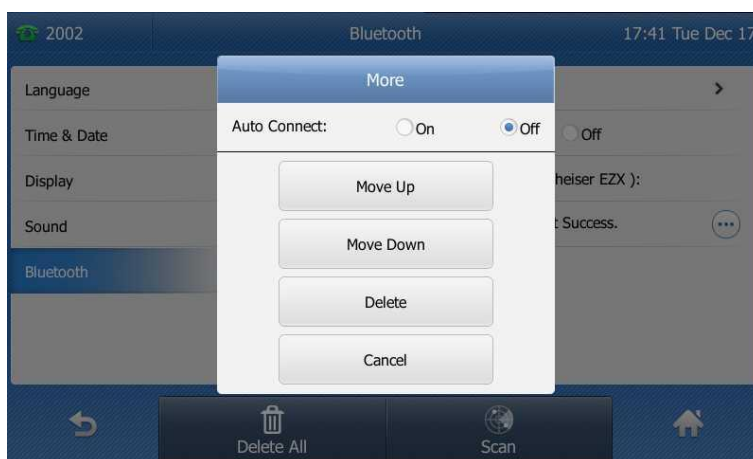 2002 Bluetooth 17:41 Tue Dec 17
More
Language
Auto Connect: On Off Off
Time & Date
Move Up
Display heiser EZX ):
Sound t Success.
Move Down
Bluetooth
Delete
Cancel
Delete All Scan